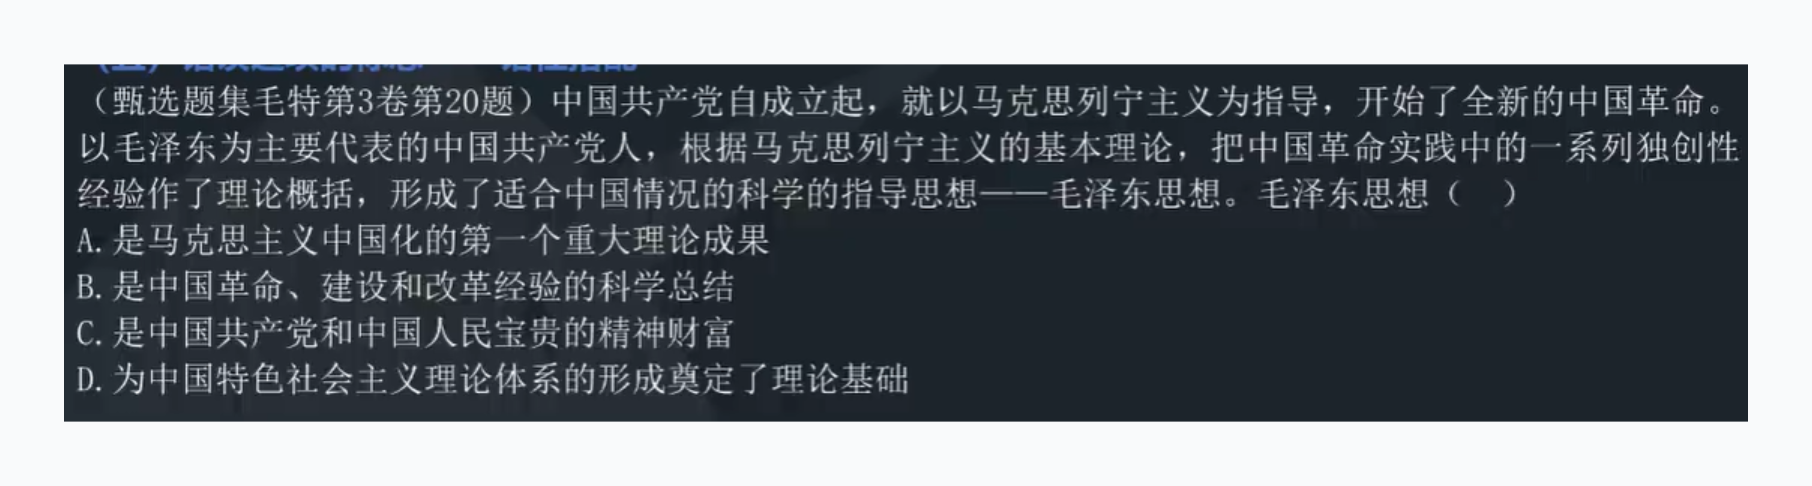 （甄选题集毛特第3卷第20题）中国共产党自成立起，就以马克思列宁主义为指导，开始了全新的中国革命。
以毛泽东为主要代表的中国共产党人，根据马克思列宁主义的基本理论，把中国革命实践中的一系列独创性
经验作了理论概括，形成了适合中国情况的科学的指导思想——毛泽东思想。毛泽东思想（　）
A.是马克思主义中国化的第一个重大理论成果
B.是中国革命、建设和改革经验的科学总结
C.是中国共产党和中国人民宝贵的精神财富
D.为中国特色社会主义理论体系的形成奠定了理论基础